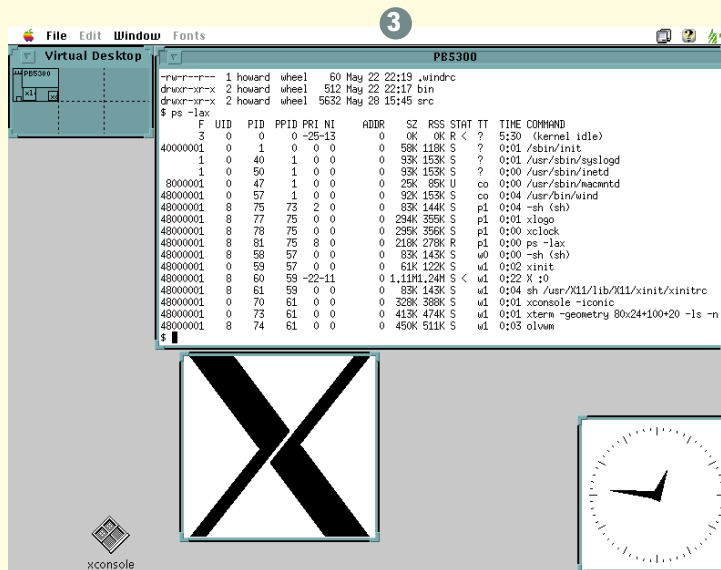 3
File Edit Window Fonts
Virtual Desktop
PB5300
PB5300
xl
-rw-r--r-- 1 howard wheel 60 May 22 22:19 .windrc
drwxr-xr-x 2 howard wheel 512 May 22 22:17 bin
drwxr-xr-x 2 howard wheel 5632 May 28 15:45 src
$ ps -lax
F UID PID PPID PRI NI ADDR SZ RSS STAT TT TIME COMMAND
3 0 0 0 -25-13 0 0K 0K R < ? 5:30 (kernel idle)
40000001 0 1 0 0 0 0 58K 118K S ? 0:01 /sbin/init
1 0 40 1 0 0 0 93K 153K S ? 0:01 /usr/sbin/syslogd
1 0 50 1 0 0 0 93K 153K S ? 0:00 /usr/sbin/inetd
8000001 0 47 1 0 0 0 25K 85K U co 0:00 /usr/sbin/macmntd
48000001 0 57 1 0 0 0 92K 153K S co 0:04 /usr/bin/wind
48000001 8 75 73 2 0 0 83K 144K S p1 0:04 -sh (sh)
48000001 8 77 75 0 0 0 294K 355K S p1 0:01 xlogo
48000001 8 78 75 0 0 0 295K 356K S p1 0:00 xclock
48000001 8 81 75 8 0 0 218K 278K R p1 0:00 ps -lax
48000001 8 58 57 0 0 0 83K 143K S w0 0:00 -sh (sh)
48000001 0 59 57 0 0 0 61K 122K S w1 0:02 xinit
48000001 8 60 59 -22-11 0 1.11M1.24M S < w1 0:22 X :0
48000001 8 61 59 0 0 0 83K 143K S w1 0:04 sh /usr/X11/lib/X11/xinit/xinitrc
48000001 0 70 61 0 0 0 328K 388K S w1 0:01 xconsole -iconic
48000001 0 73 61 0 0 0 413K 474K S w1 0:01 xterm -geometry 80x24+100+20 -ls -n
48000001 8 74 61 0 0 0 450K 511K S w1 0:03 olvwm
$
xconsole